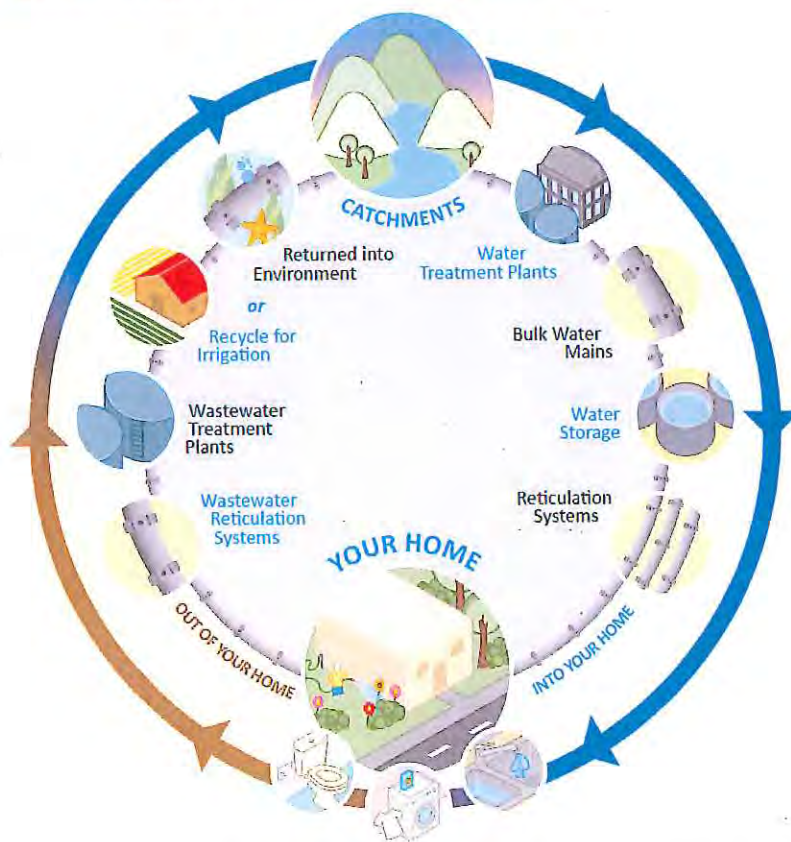 CATCHMENTS
Water
Treatment Plants
Bulk Water
Mains
Water
Storage
Reticulation
Systems
INTO YOUR HOME
YOUR HOME
OUT OF YOUR HOME
Wastewater
Reticulation
Systems
Wastewater
Treatment
Plants
Recycle for
Irrigation
or
Returned into
Environment